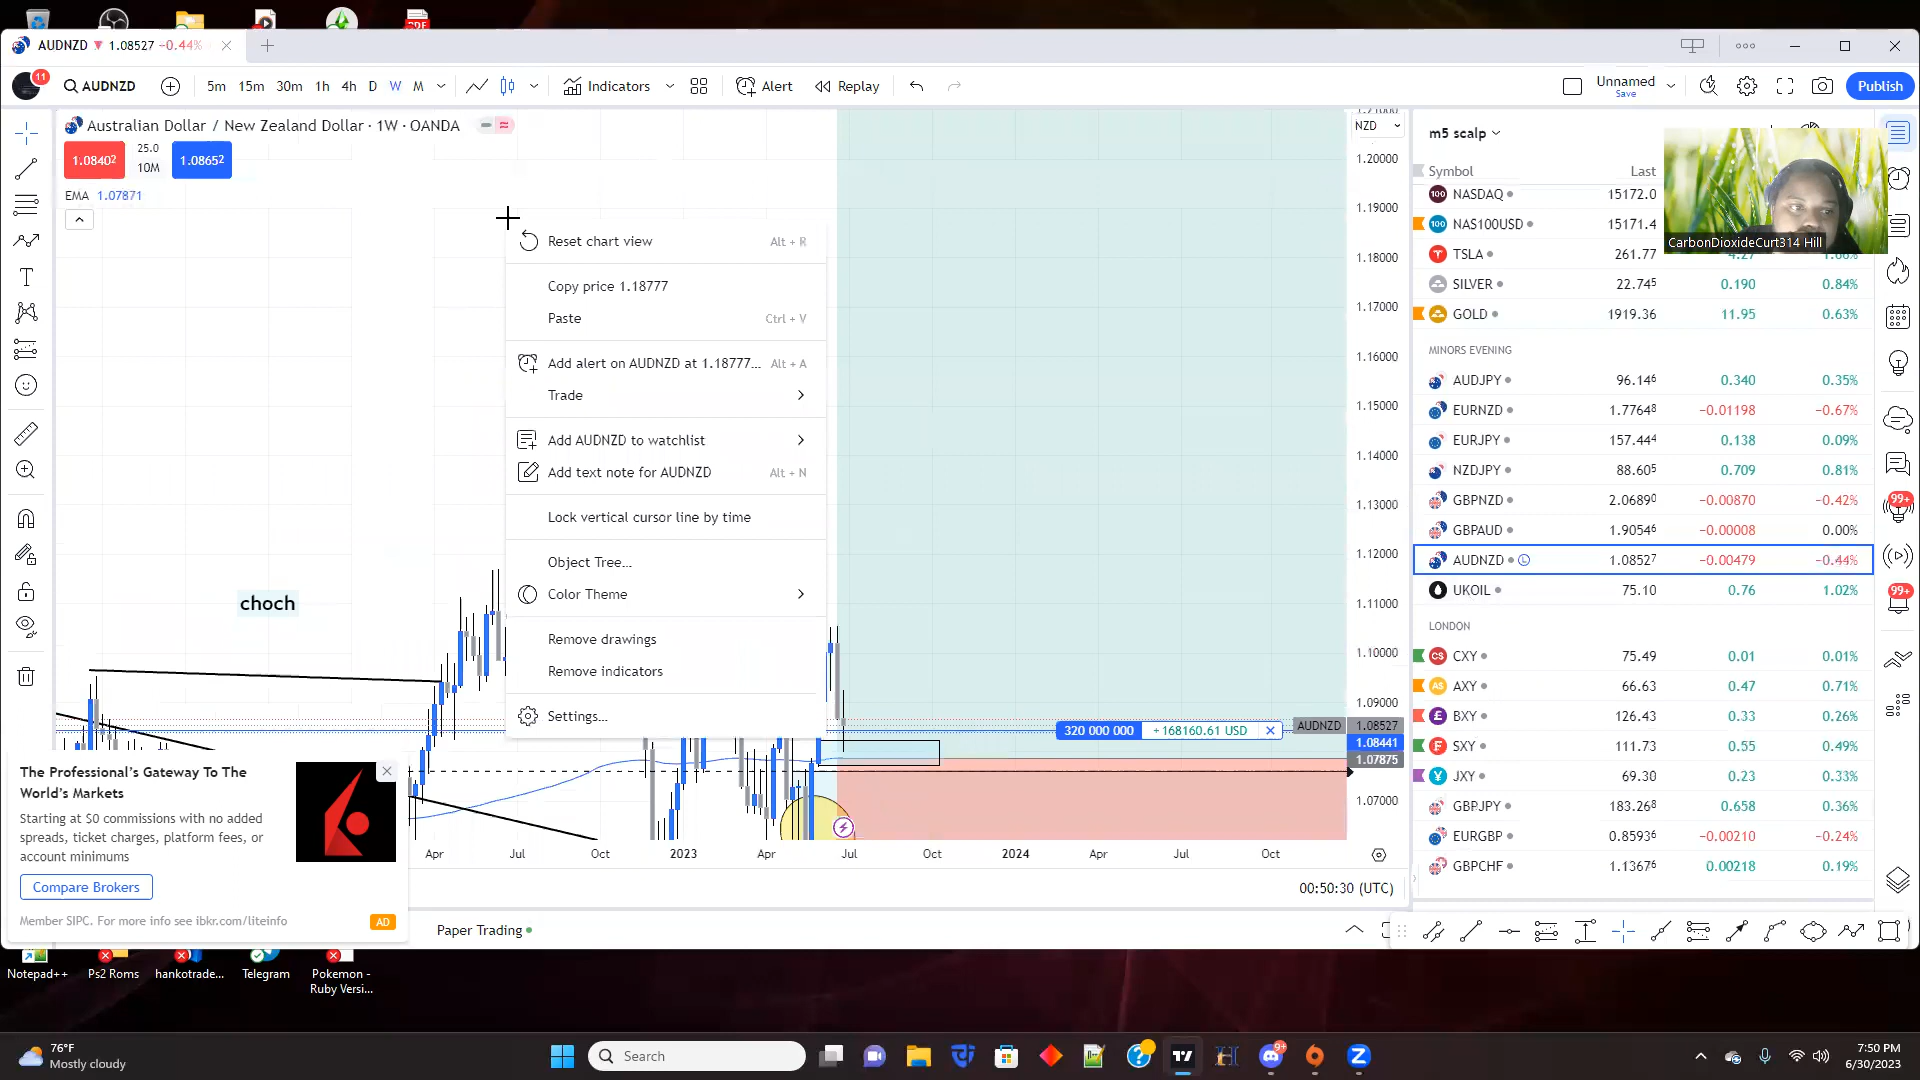 AUDNZD ▼ 1.08527 −0.44%
11
AUDNZD
5m 15m 30m 1h 4h D W M
Indicators
Alert
Replay
Unnamed
Save
Publish
Australian Dollar / New Zealand Dollar · 1W · OANDA
1.08402
25.0
10M
1.08652
EMA 1.07871
NZD
1.20000
1.19000
1.18000
1.17000
1.16000
1.15000
1.14000
1.13000
1.12000
1.11000
1.10000
1.09000
AUDNZD 1.08527
1.08441
1.07875
1.07000
Reset chart view Alt + R
Copy price 1.18777
Paste Ctrl + V
Add alert on AUDNZD at 1.18777... Alt + A
Trade
Add AUDNZD to watchlist
Add text note for AUDNZD Alt + N
Lock vertical cursor line by time
Object Tree...
Color Theme
Remove drawings
Remove indicators
Settings...
choch
320 000 000 +168160.61 USD
Apr Jul Oct 2023 Apr Jul Oct 2024 Apr Jul Oct
00:50:30 (UTC)
The Professional's Gateway To The
World's Markets
Starting at $0 commissions with no added
spreads, ticket charges, platform fees, or
account minimums
Compare Brokers
Member SIPC. For more info see ibkr.com/liteinfo
AD
Paper Trading
m5 scalp
Symbol Last
NASDAQ 15172.0
NAS100USD 15171.4
TSLA 261.77 4.27 1.66%
SILVER 22.745 0.190 0.84%
GOLD 1919.36 11.95 0.63%
MINORS EVENING
AUDJPY 96.146 0.340 0.35%
EURNZD 1.77648 −0.01198 −0.67%
EURJPY 157.444 0.138 0.09%
NZDJPY 88.605 0.709 0.81%
GBPNZD 2.06890 −0.00870 −0.42%
GBPAUD 1.90546 −0.00008 0.00%
AUDNZD L 1.08527 −0.00479 −0.44%
UKOIL 75.10 0.76 1.02%
LONDON
CXY 75.49 0.01 0.01%
AXY 66.63 0.47 0.71%
BXY 126.43 0.33 0.26%
SXY 111.73 0.55 0.49%
JXY 69.30 0.23 0.33%
GBPJPY 183.268 0.658 0.36%
EURGBP 0.85936 −0.00210 −0.24%
GBPCHF 1.13676 0.00218 0.19%
CarbonDioxideCurt314 Hill
99+
99+
PDF
Notepad++
Ps2 Roms
hankotrade...
Telegram
Pokemon -
Ruby Versi...
76°F
Mostly cloudy
Search
9+
7:50 PM
6/30/2023